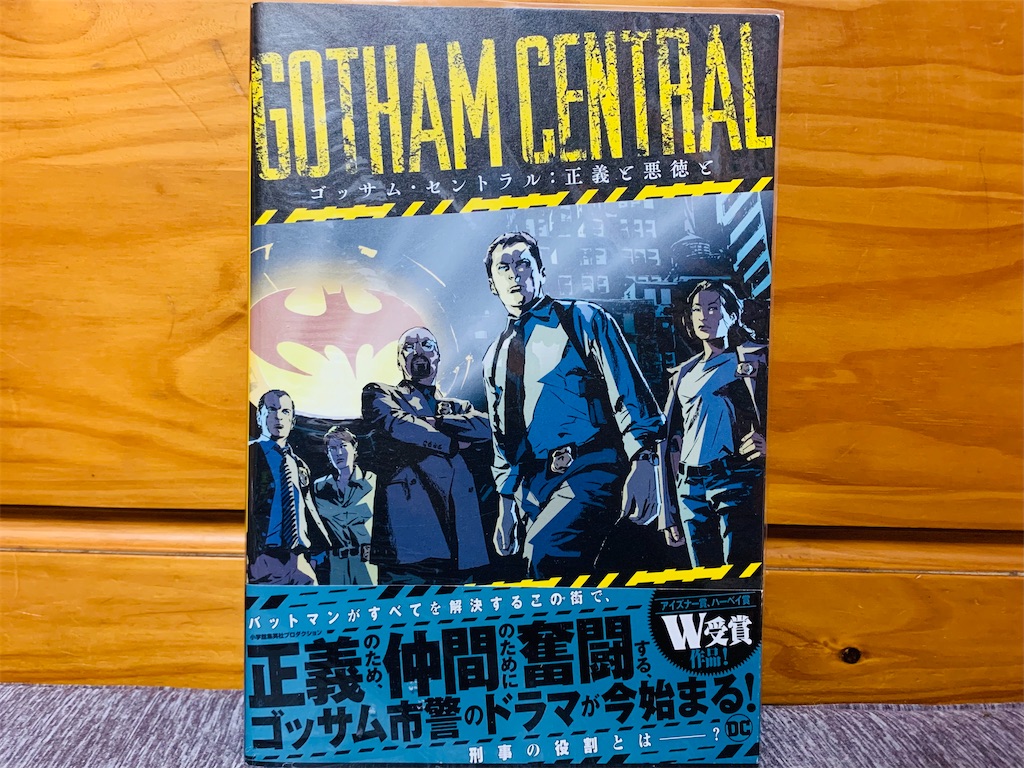 GOTHAM CENTRAL
ゴッサム・セントラル:正義と悪徳と
バットマンがすべてを解決するこの街で、
小学館集英社プロダクション
アイズナー賞、ハーベイ賞
W受賞
作品!
正義のため、仲間のために奮闘する、
ゴッサム市警のドラマが今始まる!
刑事の役割とは——?
DC